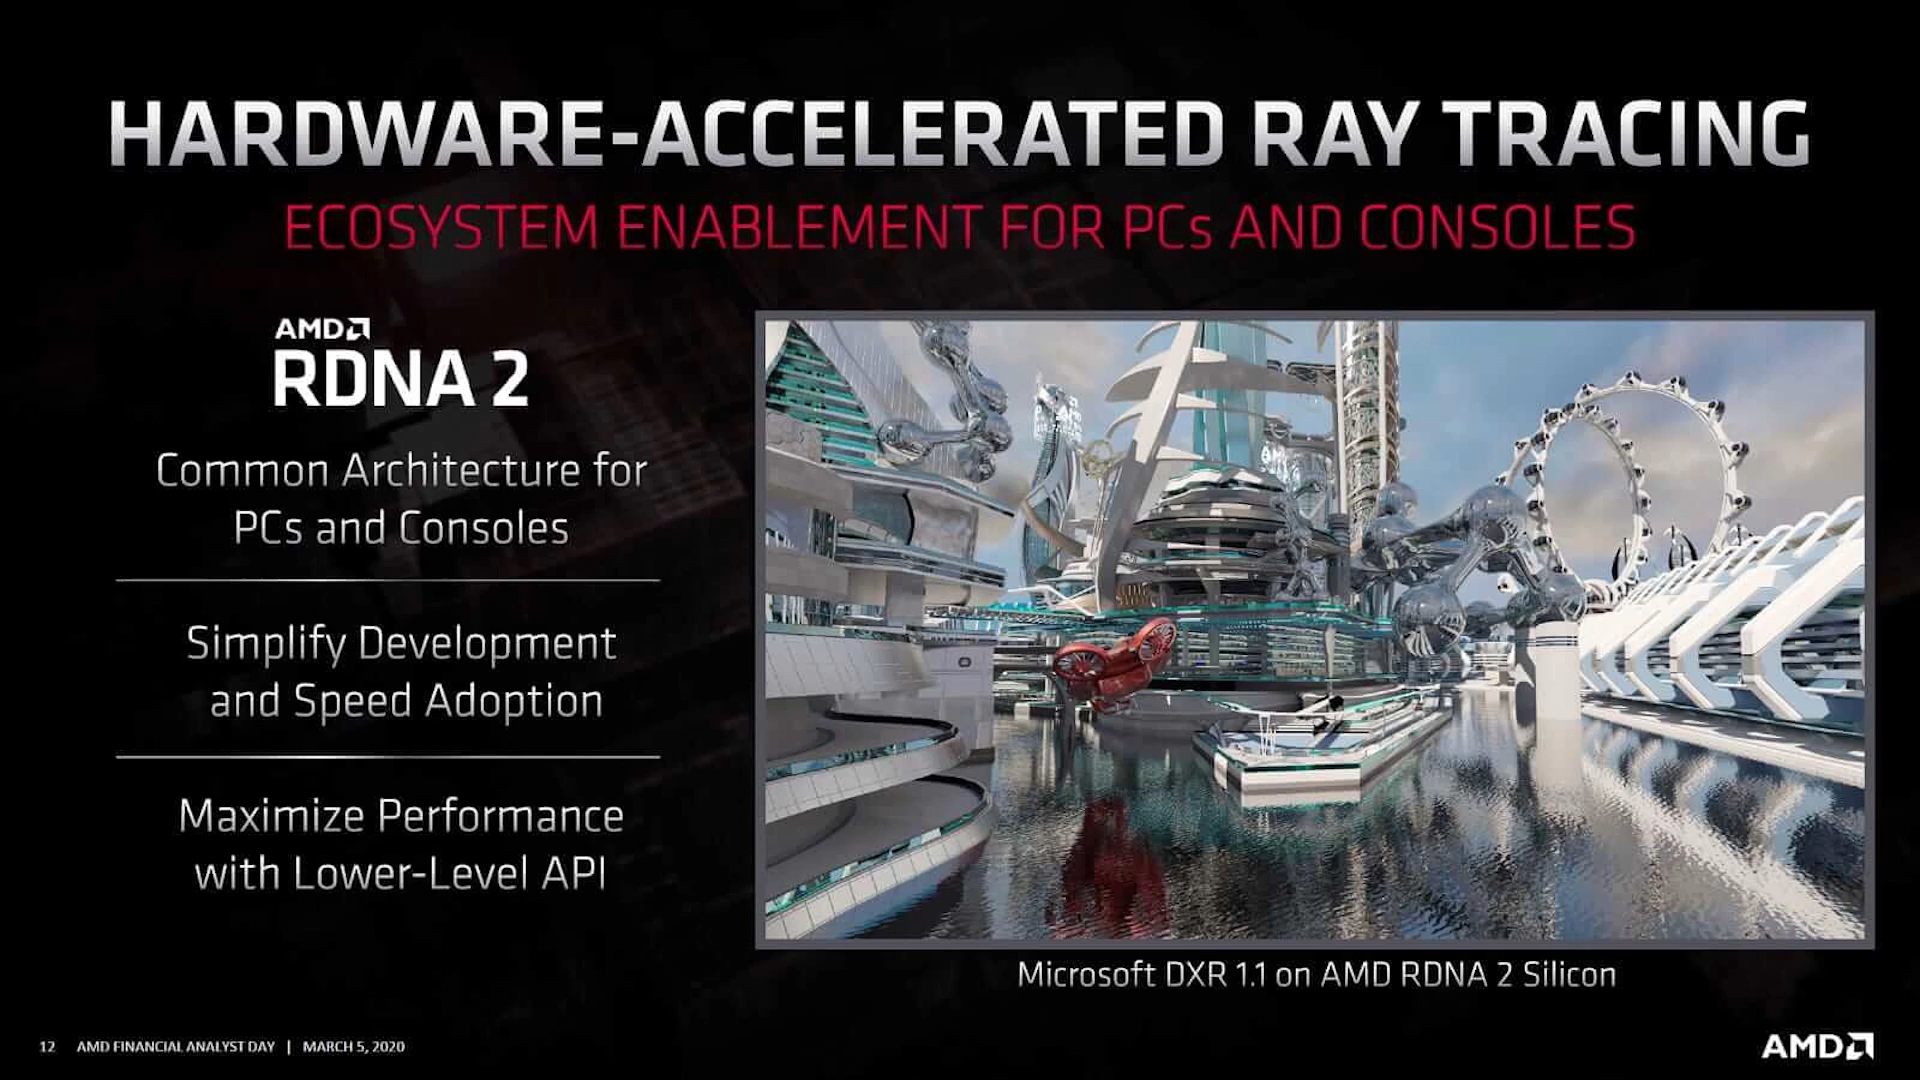 HARDWARE-ACCELERATED RAY TRACING
ECOSYSTEM ENABLEMENT FOR PCs AND CONSOLES
AMD
RDNA 2
Common Architecture for
PCs and Consoles
Simplify Development
and Speed Adoption
Maximize Performance
with Lower-Level API
AMD
AMD
Microsoft DXR 1.1 on AMD RDNA 2 Silicon
12 AMD FINANCIAL ANALYST DAY | MARCH 5, 2020
AMD